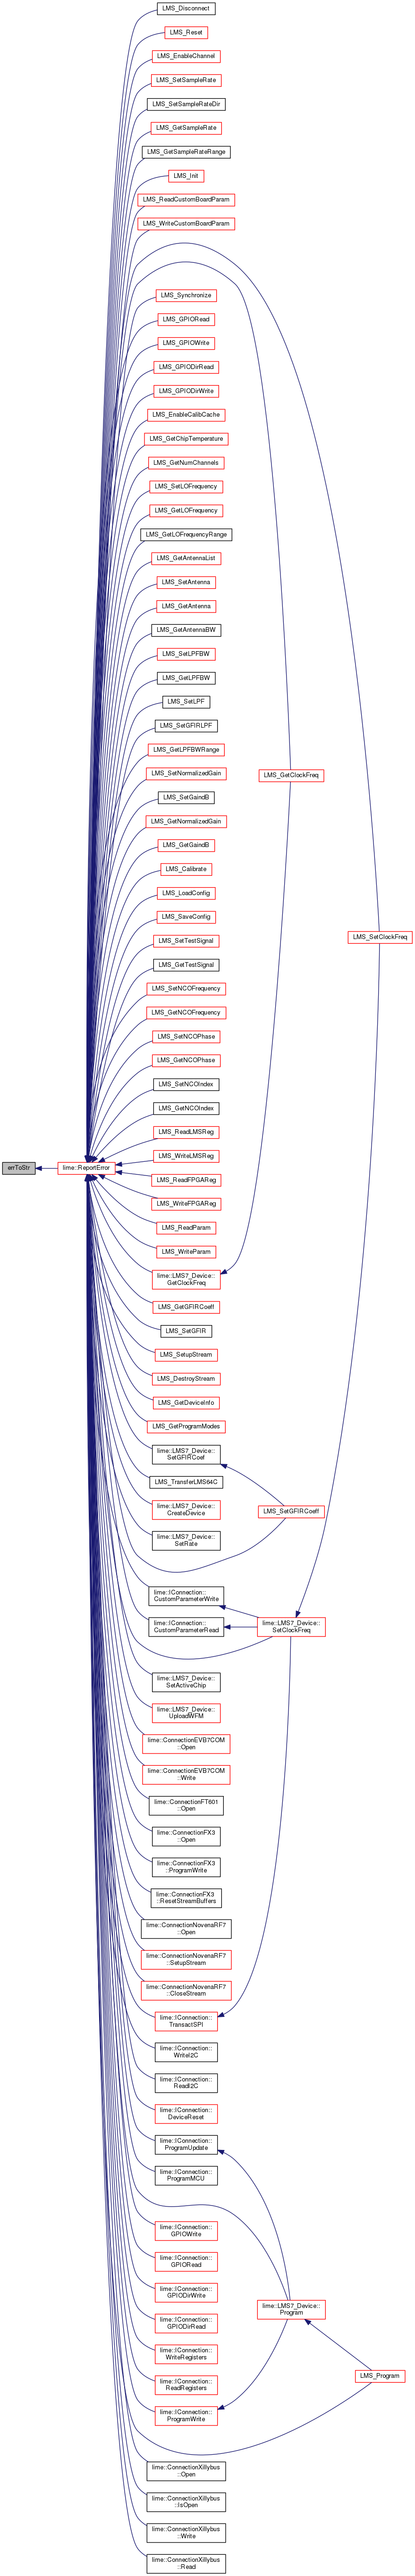 LMS_Disconnect
LMS_Reset
LMS_EnableChannel
LMS_SetSampleRate
LMS_SetSampleRateDir
LMS_GetSampleRate
LMS_GetSampleRateRange
LMS_Init
LMS_ReadCustomBoardParam
LMS_WriteCustomBoardParam
LMS_Synchronize
LMS_GPIORead
LMS_GPIOWrite
LMS_GPIODirRead
LMS_GPIODirWrite
LMS_EnableCalibCache
LMS_GetChipTemperature
LMS_GetNumChannels
LMS_SetLOFrequency
LMS_GetLOFrequency
LMS_GetLOFrequencyRange
LMS_GetAntennaList
LMS_SetAntenna
LMS_GetAntenna
LMS_GetAntennaBW
LMS_SetLPFBW
LMS_GetLPFBW
LMS_SetLPF
LMS_SetGFIRLPF
LMS_GetLPFBWRange
LMS_SetNormalizedGain
LMS_GetClockFreq
LMS_SetGaindB
LMS_GetNormalizedGain
LMS_GetGaindB
LMS_Calibrate
LMS_LoadConfig
LMS_SaveConfig
LMS_SetClockFreq
LMS_SetTestSignal
LMS_GetTestSignal
LMS_SetNCOFrequency
LMS_GetNCOFrequency
LMS_SetNCOPhase
LMS_GetNCOPhase
LMS_SetNCOIndex
LMS_GetNCOIndex
LMS_ReadLMSReg
LMS_WriteLMSReg
errToStr
lime::ReportError
LMS_ReadFPGAReg
LMS_WriteFPGAReg
LMS_ReadParam
LMS_WriteParam
lime::LMS7_Device::
GetClockFreq
LMS_GetGFIRCoeff
LMS_SetGFIR
LMS_SetupStream
LMS_DestroyStream
LMS_GetDeviceInfo
LMS_GetProgramModes
lime::LMS7_Device::
SetGFIRCoef
LMS_TransferLMS64C
lime::LMS7_Device::
CreateDevice
LMS_SetGFIRCoeff
lime::LMS7_Device::
SetRate
lime::IConnection::
CustomParameterWrite
lime::IConnection::
CustomParameterRead
lime::LMS7_Device::
SetClockFreq
lime::LMS7_Device::
SetActiveChip
lime::LMS7_Device::
UploadWFM
lime::ConnectionEVB7COM
::Open
lime::ConnectionEVB7COM
::Write
lime::ConnectionFT601
::Open
lime::ConnectionFX3
::Open
lime::ConnectionFX3
::ProgramWrite
lime::ConnectionFX3
::ResetStreamBuffers
lime::ConnectionNovenaRF7
::Open
lime::ConnectionNovenaRF7
::SetupStream
lime::ConnectionNovenaRF7
::CloseStream
lime::IConnection::
TransactSPI
lime::IConnection::
WriteI2C
lime::IConnection::
ReadI2C
lime::IConnection::
DeviceReset
lime::IConnection::
ProgramUpdate
lime::IConnection::
ProgramMCU
lime::IConnection::
GPIOWrite
lime::IConnection::
GPIORead
lime::IConnection::
GPIODirWrite
lime::LMS7_Device::
Program
lime::IConnection::
GPIODirRead
lime::IConnection::
WriteRegisters
LMS_Program
lime::IConnection::
ReadRegisters
lime::IConnection::
ProgramWrite
lime::ConnectionXillybus
::Open
lime::ConnectionXillybus
::IsOpen
lime::ConnectionXillybus
::Write
lime::ConnectionXillybus
::Read